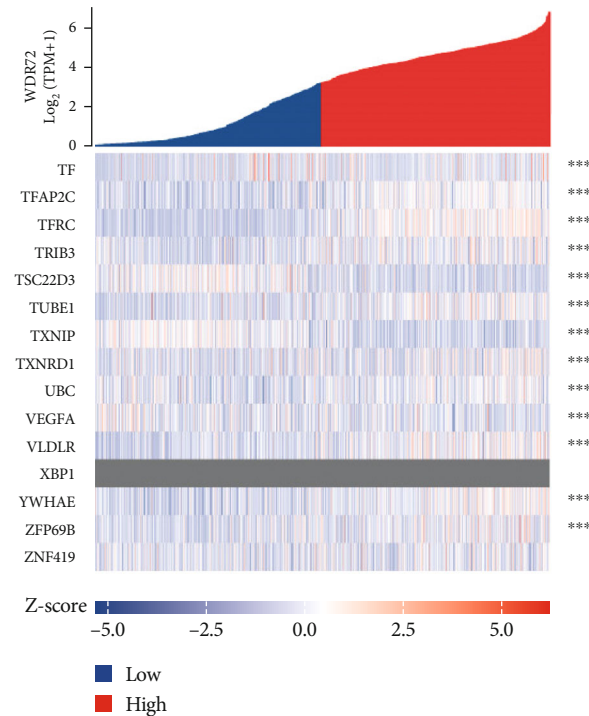 WDR72
Log2 (TPM+1)
6
4
2
0
TF ***
TFAP2C ***
TFRC ***
TRIB3 ***
TSC22D3 ***
TUBE1 ***
TXNIP ***
TXNRD1 ***
UBC ***
VEGFA ***
VLDLR ***
XBP1
YWHAE ***
ZFP69B ***
ZNF419
Z-score
−5.0 −2.5 0.0 2.5 5.0
Low
High